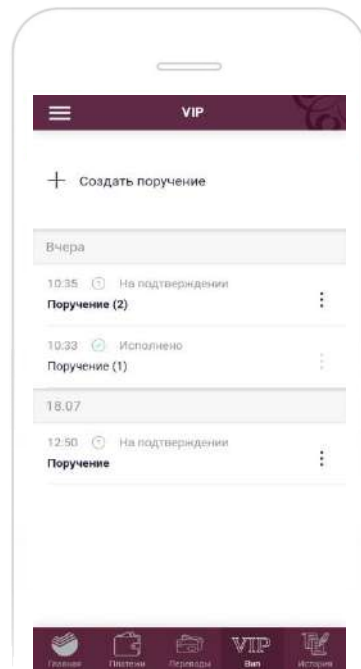 VIP
Создать поручение
Вчера
10:35 На подтверждении
Поручение (2)
10:33 Исполнено
Поручение (1)
18.07
12:50 На подтверждении
Поручение
Главная Платежи Переводы VIP Вип История